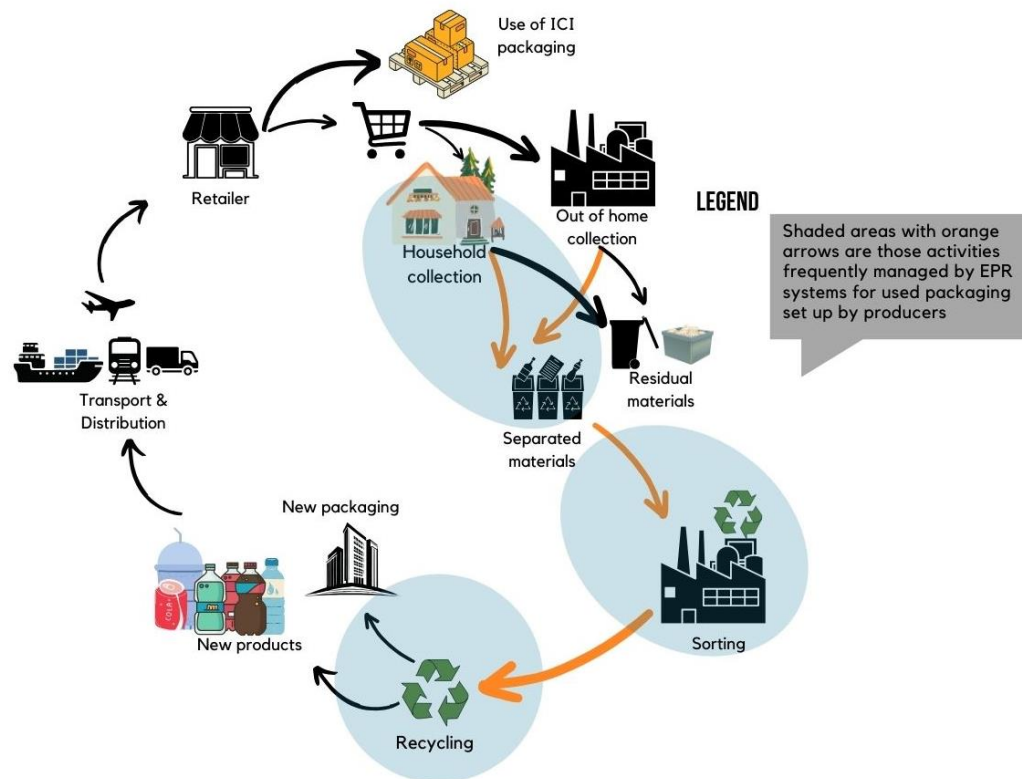 Use of ICI
packaging
Retailer
Out of home
collection
LEGEND
Shaded areas with orange
arrows are those activities
frequently managed by EPR
systems for used packaging
set up by producers
Household
collection
Transport &
Distribution
Residual
materials
Separated
materials
New packaging
COLA
New products
Sorting
Recycling